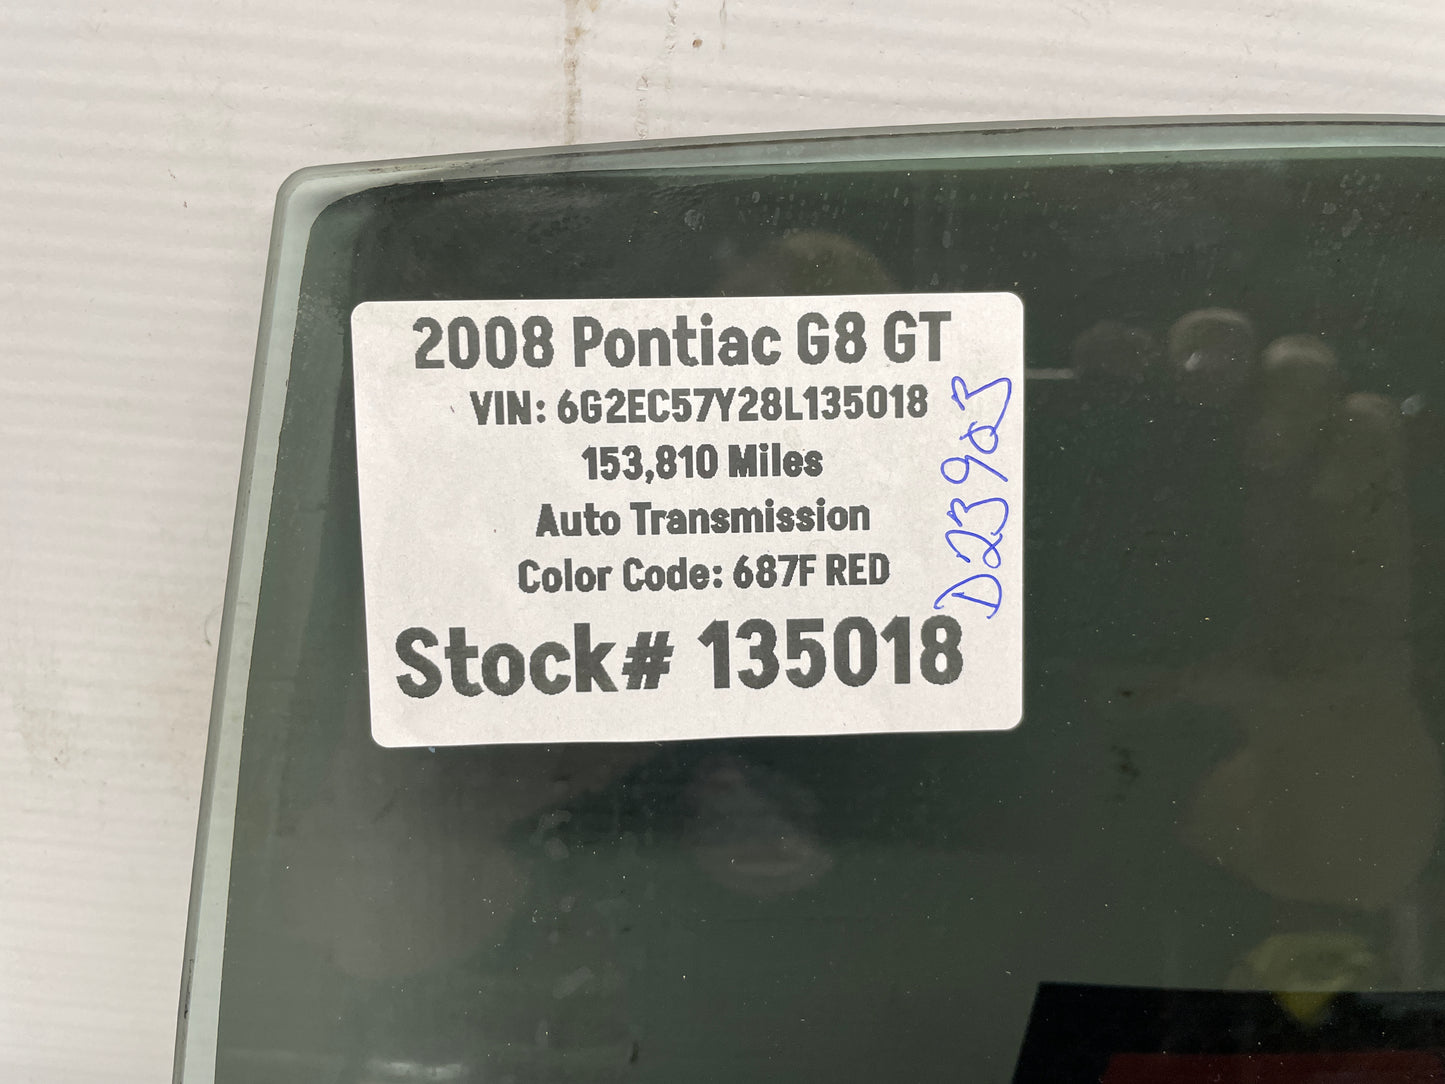 2008 Pontiac G8 GT
VIN: 6G2EC57Y28L135018
153,810 Miles
Auto Transmission
Color Code: 687F RED
Stock# 135018
D23903